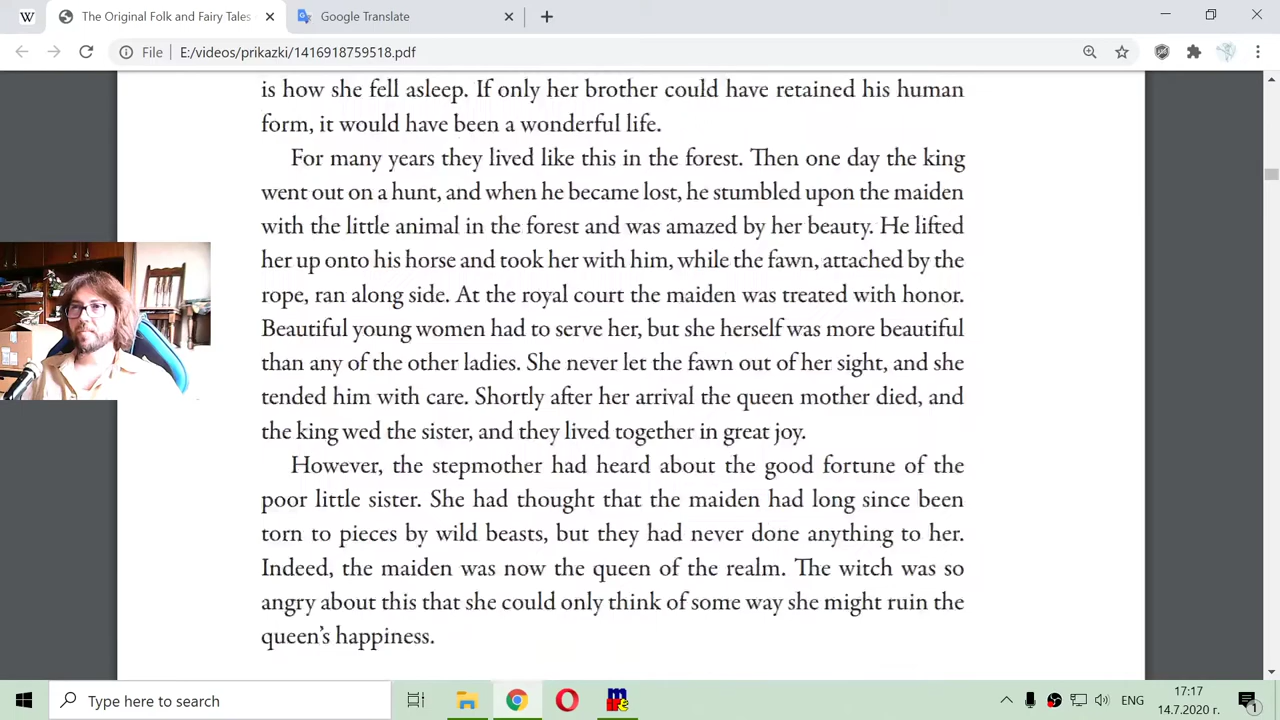 The Original Folk and Fairy Tales
Google Translate
File
E:/videos/prikazki/1416918759518.pdf
is how she fell asleep. If only her brother could have retained his human
form, it would have been a wonderful life.
For many years they lived like this in the forest. Then one day the king
went out on a hunt, and when he became lost, he stumbled upon the maiden
with the little animal in the forest and was amazed by her beauty. He lifted
her up onto his horse and took her with him, while the fawn, attached by the
rope, ran along side. At the royal court the maiden was treated with honor.
Beautiful young women had to serve her, but she herself was more beautiful
than any of the other ladies. She never let the fawn out of her sight, and she
tended him with care. Shortly after her arrival the queen mother died, and
the king wed the sister, and they lived together in great joy.
However, the stepmother had heard about the good fortune of the
poor little sister. She had thought that the maiden had long since been
torn to pieces by wild beasts, but they had never done anything to her.
Indeed, the maiden was now the queen of the realm. The witch was so
angry about this that she could only think of some way she might ruin the
queen's happiness.
Type here to search
ЕНГ
17:17
14.7.2020 г.
1